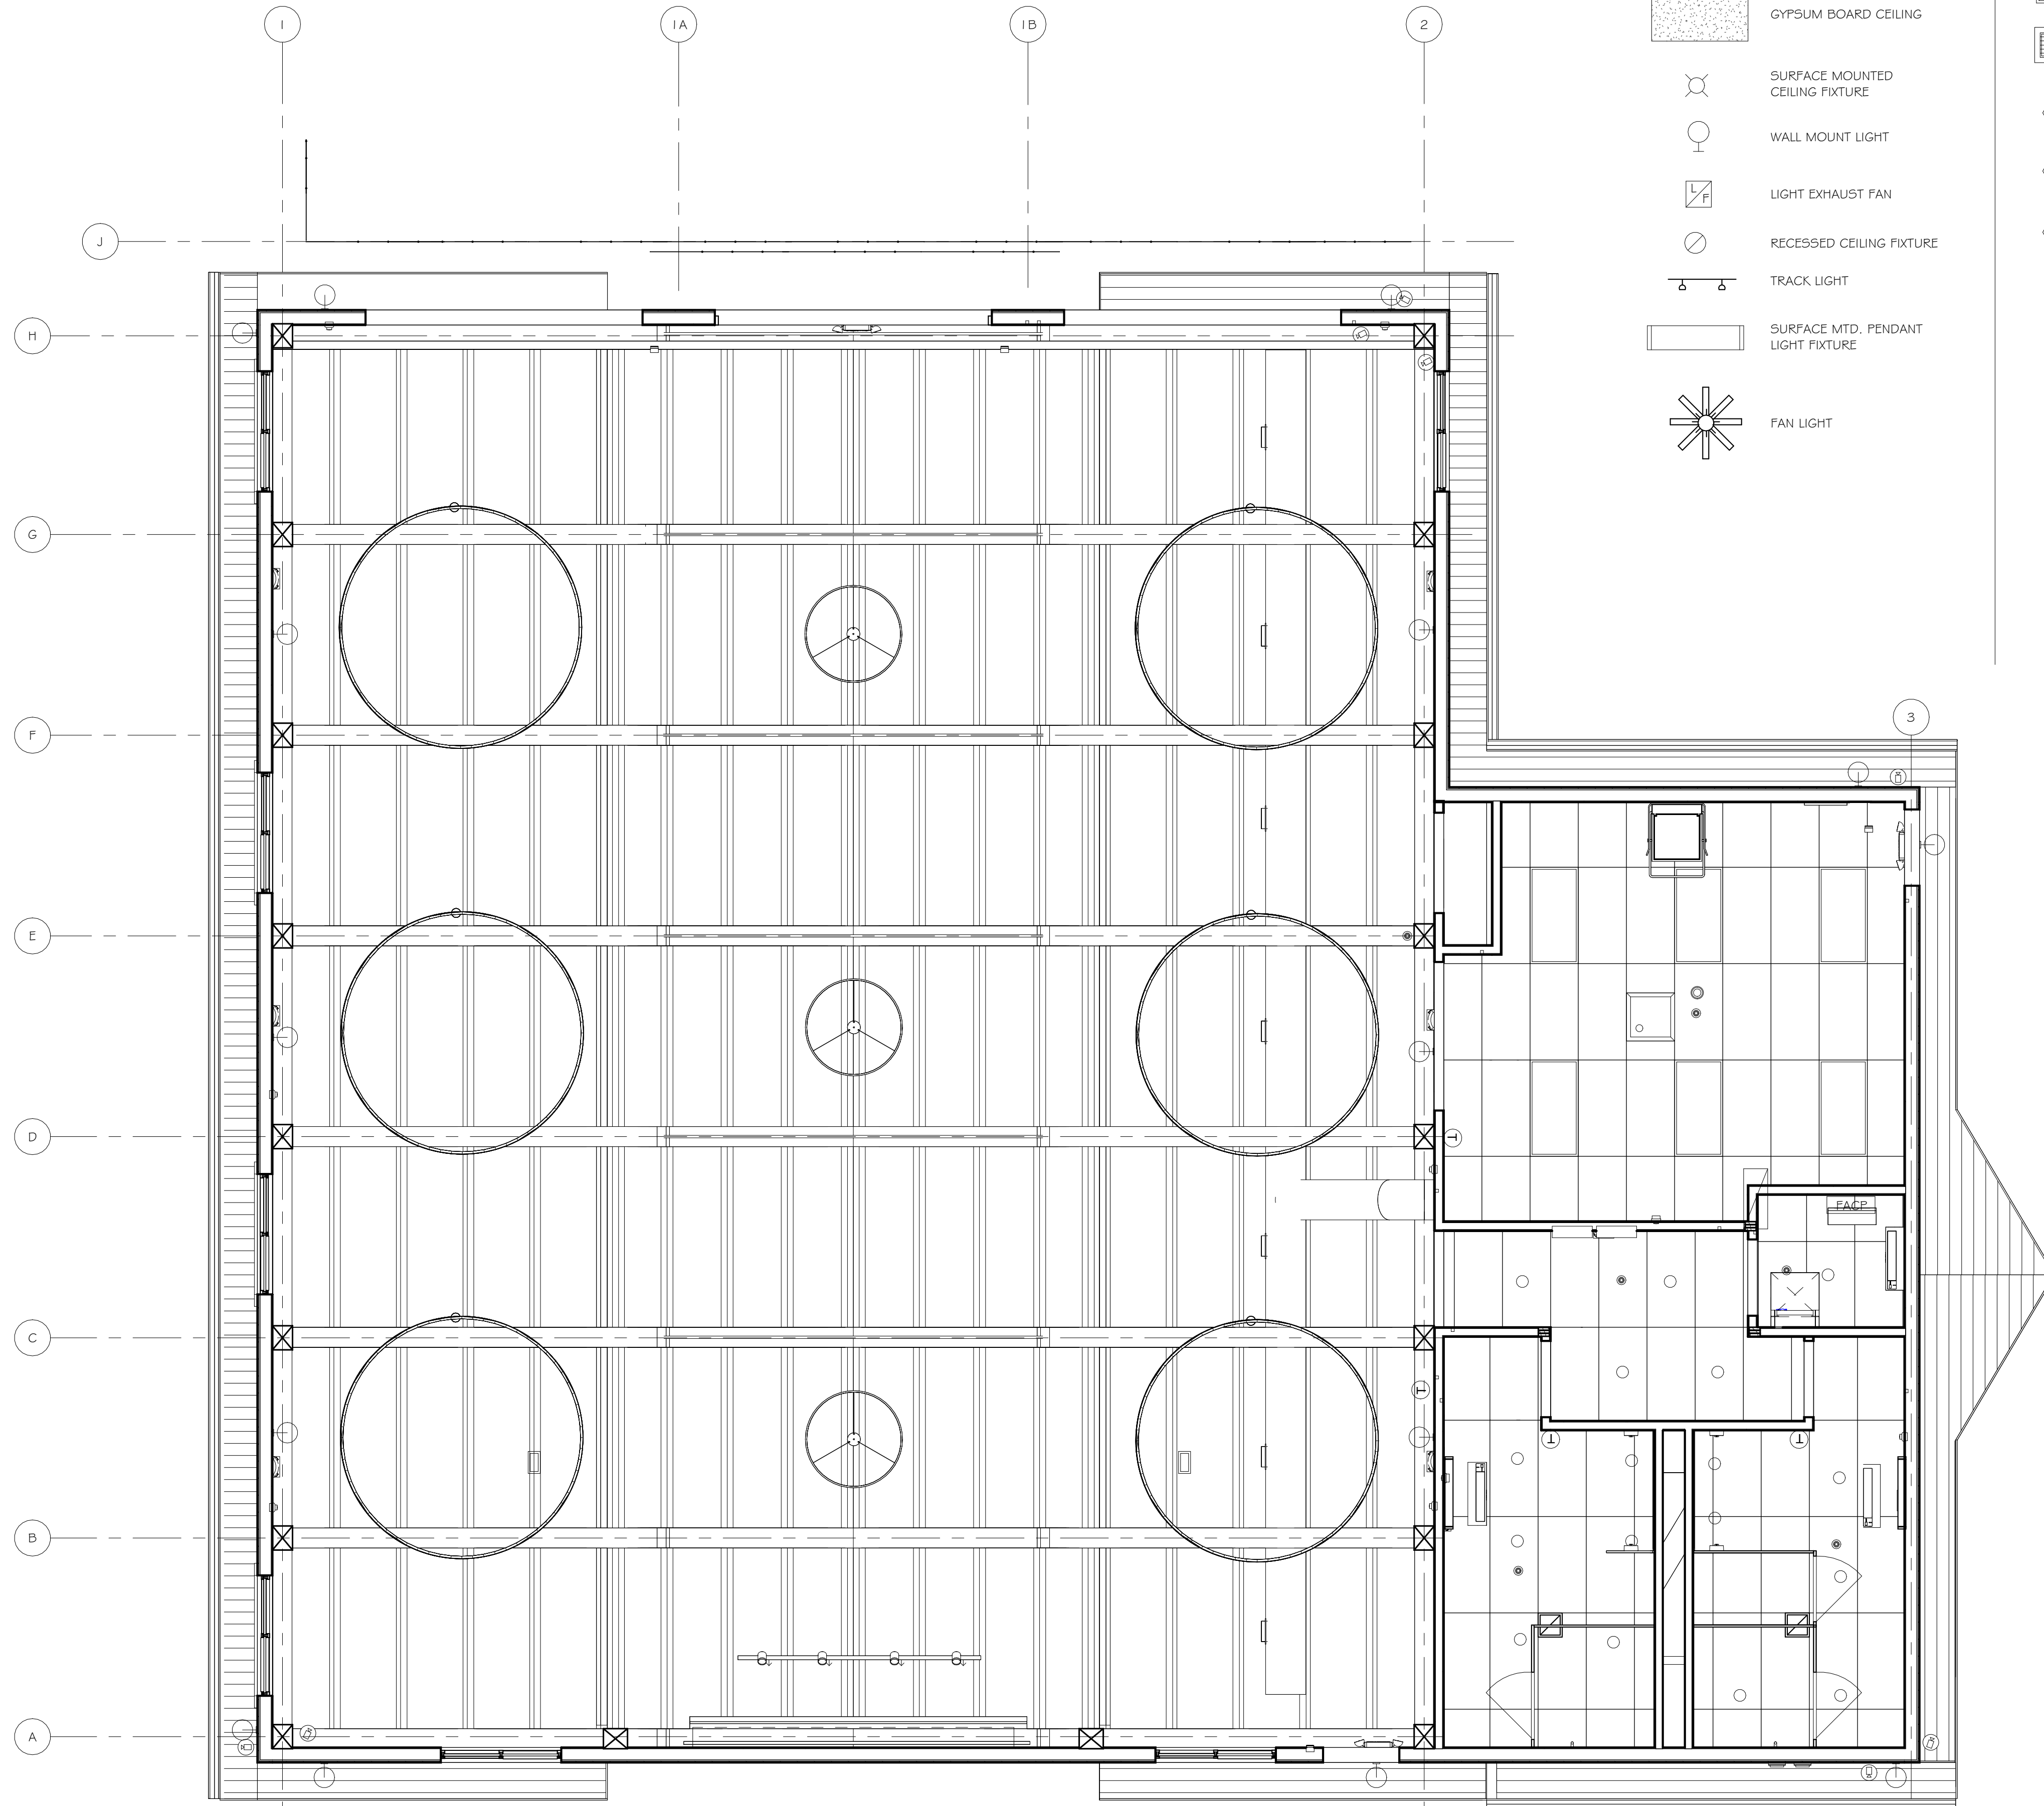 1
1A
1B
2
GYPSUM BOARD CEILING
SURFACE MOUNTED
CEILING FIXTURE
WALL MOUNT LIGHT
L
F
LIGHT EXHAUST FAN
RECESSED CEILING FIXTURE
TRACK LIGHT
SURFACE MTD. PENDANT
LIGHT FIXTURE
FAN LIGHT
J
H
G
F
3
E
D
T
FACP
C
T
T
T
B
A